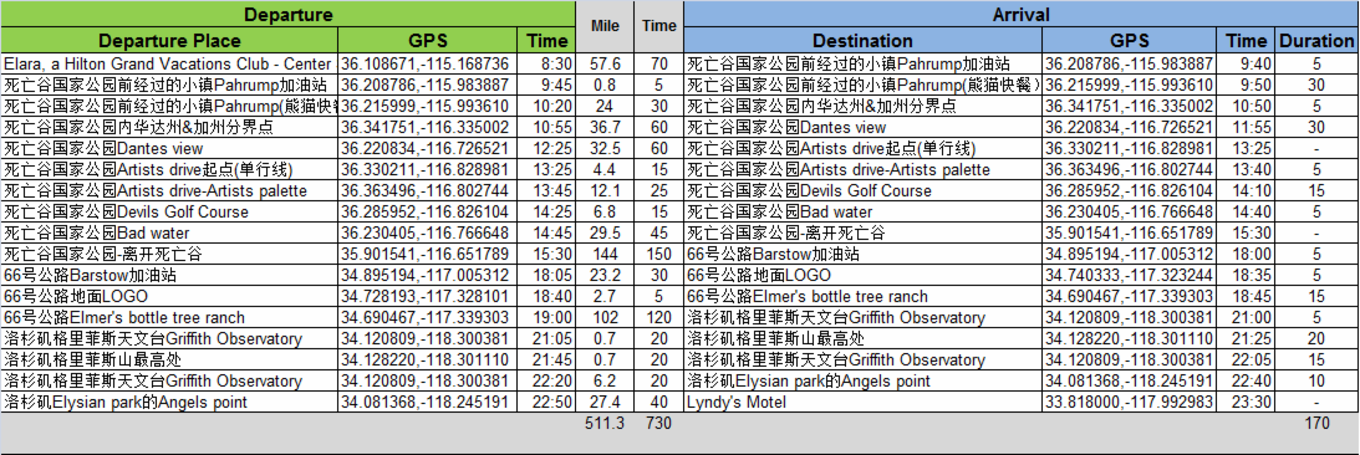 Departure Mile Time Arrival
Departure Place GPS Time Destination GPS Time Duration
Elara, a Hilton Grand Vacations Club - Center 36.108671,-115.168736 8:30 57.6 70 死亡谷国家公园前经过的小镇Pahrump加油站 36.208786,-115.983887 9:40 5
死亡谷国家公园前经过的小镇Pahrump加油站 36.208786,-115.983887 9:45 0.8 5 死亡谷国家公园前经过的小镇Pahrump(熊猫快餐) 36.215999,-115.993610 9:50 30
死亡谷国家公园前经过的小镇Pahrump(熊猫快 36.215999,-115.993610 10:20 24 30 死亡谷国家公园内华达州&加州分界点 36.341751,-116.335002 10:50 5
死亡谷国家公园内华达州&加州分界点 36.341751,-116.335002 10:55 36.7 60 死亡谷国家公园Dantes view 36.220834,-116.726521 11:55 30
死亡谷国家公园Dantes view 36.220834,-116.726521 12:25 32.5 60 死亡谷国家公园Artists drive起点(单行线) 36.330211,-116.828981 13:25 -
死亡谷国家公园Artists drive起点(单行线) 36.330211,-116.828981 13:25 4.4 15 死亡谷国家公园Artists drive-Artists palette 36.363496,-116.802744 13:40 5
死亡谷国家公园Artists drive-Artists palette 36.363496,-116.802744 13:45 12.1 25 死亡谷国家公园Devils Golf Course 36.285952,-116.826104 14:10 15
死亡谷国家公园Devils Golf Course 36.285952,-116.826104 14:25 6.8 15 死亡谷国家公园Bad water 36.230405,-116.766648 14:40 5
死亡谷国家公园Bad water 36.230405,-116.766648 14:45 29.5 45 死亡谷国家公园-离开死亡谷 35.901541,-116.651789 15:30 -
死亡谷国家公园-离开死亡谷 35.901541,-116.651789 15:30 144 150 66号公路Barstow加油站 34.895194,-117.005312 18:00 5
66号公路Barstow加油站 34.895194,-117.005312 18:05 23.2 30 66号公路地面LOGO 34.740333,-117.323244 18:35 5
66号公路地面LOGO 34.728193,-117.328101 18:40 2.7 5 66号公路Elmer's bottle tree ranch 34.690467,-117.339303 18:45 15
66号公路Elmer's bottle tree ranch 34.690467,-117.339303 19:00 102 120 洛杉矶格里菲斯天文台Griffith Observatory 34.120809,-118.300381 21:00 5
洛杉矶格里菲斯天文台Griffith Observatory 34.120809,-118.300381 21:05 0.7 20 洛杉矶格里菲斯山最高处 34.128220,-118.301110 21:25 20
洛杉矶格里菲斯山最高处 34.128220,-118.301110 21:45 0.7 20 洛杉矶格里菲斯天文台Griffith Observatory 34.120809,-118.300381 22:05 15
洛杉矶格里菲斯天文台Griffith Observatory 34.120809,-118.300381 22:20 6.2 20 洛杉矶Elysian park的Angels point 34.081368,-118.245191 22:40 10
洛杉矶Elysian park的Angels point 34.081368,-118.245191 22:50 27.4 40 Lyndy's Motel 33.818000,-117.992983 23:30 -
511.3 730 170